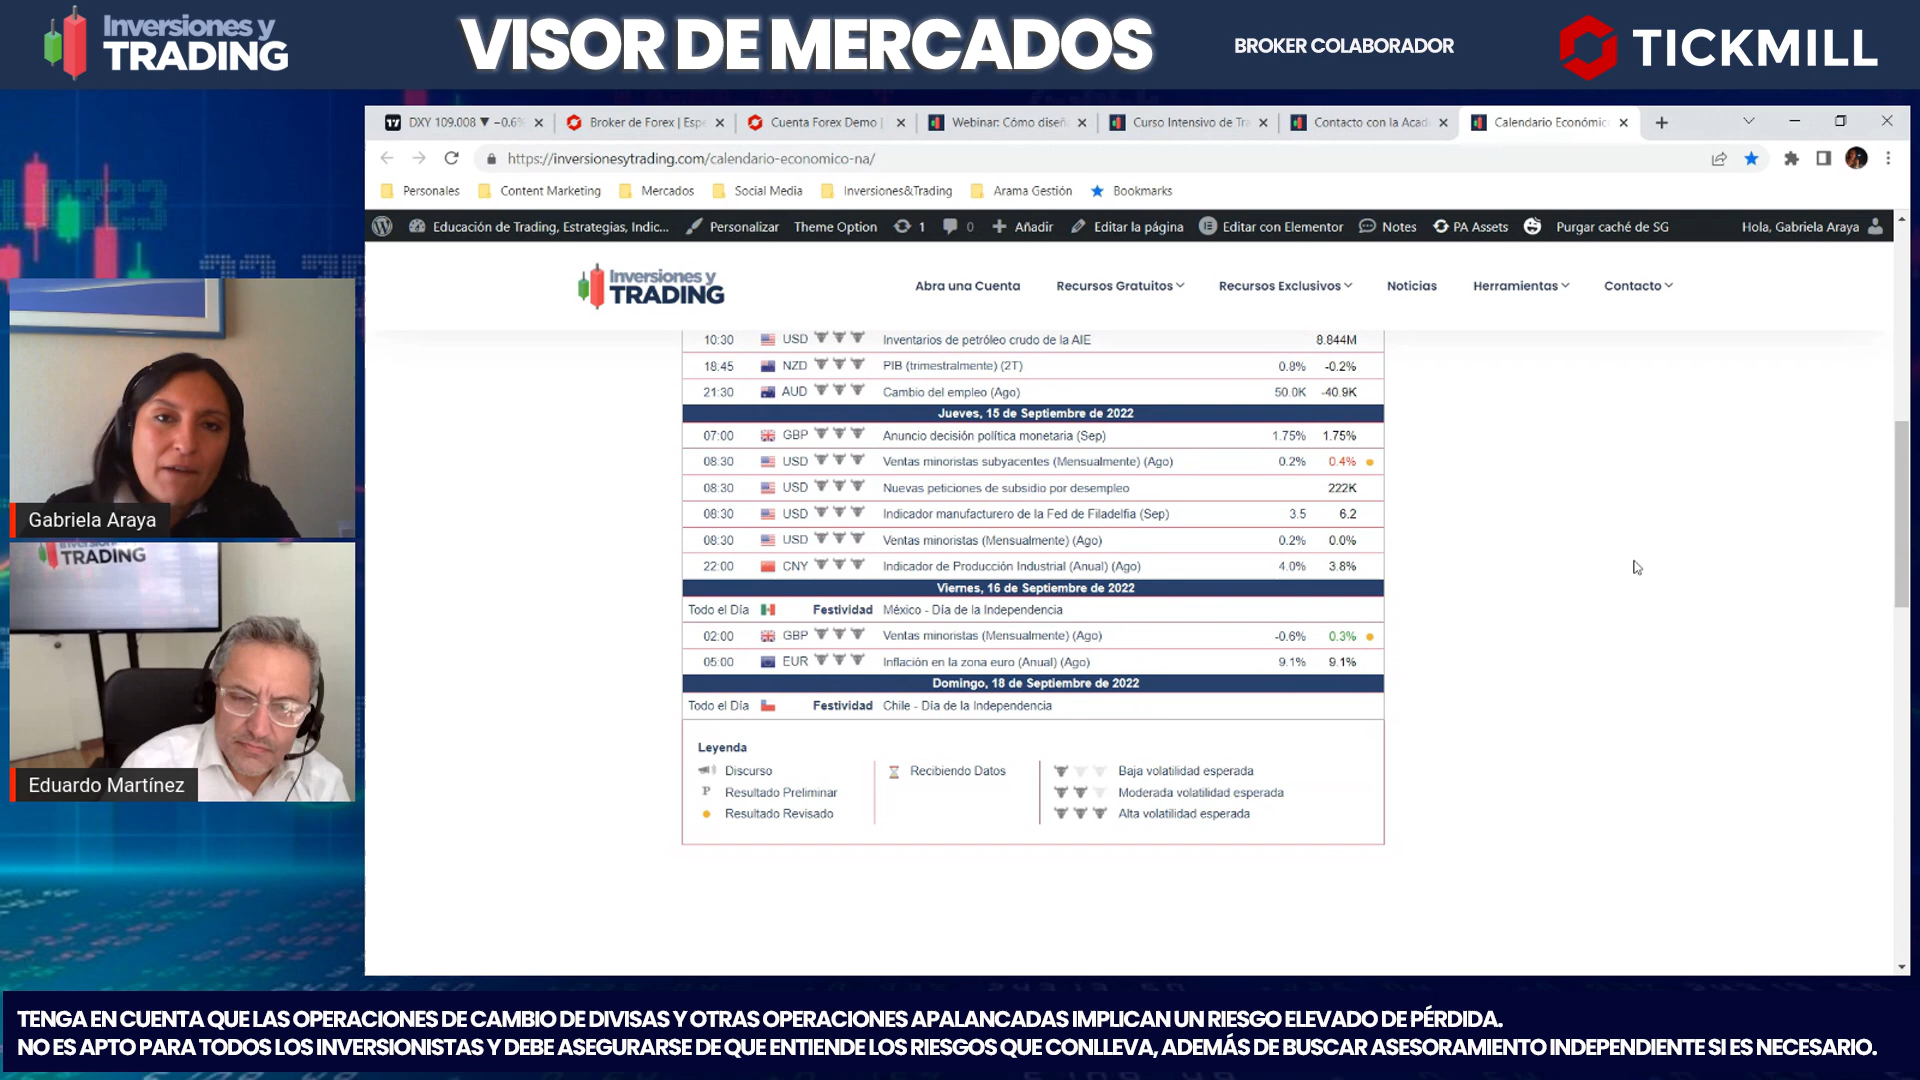 Inversiones y
TRADING
VISOR DE MERCADOS
BROKER COLABORADOR
TICKMILL
DXY 109.008 ▼ −0.6%
Broker de Forex | Espe
Cuenta Forex Demo |
Webinar: Cómo diseñ
Curso Intensivo de Tra
Contacto con la Acad
Calendario Económic
https://inversionesytrading.com/calendario-economico-na/
Personales
Content Marketing
Mercados
Social Media
Inversiones&Trading
Arama Gestión
Bookmarks
Educación de Trading, Estrategias, Indic...
Personalizar
Theme Option
1
0
Añadir
Editar la página
Editar con Elementor
Notes
PA Assets
Purgar caché de SG
Hola, Gabriela Araya
Inversiones y
TRADING
Abra una Cuenta
Recursos Gratuitos
Recursos Exclusivos
Noticias
Herramientas
Contacto
10:30 USD Inventarios de petróleo crudo de la AIE 8.844M
18:45 NZD PIB (trimestralmente) (2T) 0.8% -0.2%
21:30 AUD Cambio del empleo (Ago) 50.0K -40.9K
Jueves, 15 de Septiembre de 2022
07:00 GBP Anuncio decisión política monetaria (Sep) 1.75% 1.75%
08:30 USD Ventas minoristas subyacentes (Mensualmente) (Ago) 0.2% 0.4%
08:30 USD Nuevas peticiones de subsidio por desempleo 222K
08:30 USD Indicador manufacturero de la Fed de Filadelfia (Sep) 3.5 6.2
08:30 USD Ventas minoristas (Mensualmente) (Ago) 0.2% 0.0%
22:00 CNY Indicador de Producción Industrial (Anual) (Ago) 4.0% 3.8%
Viernes, 16 de Septiembre de 2022
Todo el Día Festividad México - Día de la Independencia
02:00 GBP Ventas minoristas (Mensualmente) (Ago) -0.6% 0.3%
05:00 EUR Inflación en la zona euro (Anual) (Ago) 9.1% 9.1%
Domingo, 18 de Septiembre de 2022
Todo el Día Festividad Chile - Día de la Independencia
Leyenda
Discurso
Recibiendo Datos
Baja volatilidad esperada
P Resultado Preliminar
Moderada volatilidad esperada
Resultado Revisado
Alta volatilidad esperada
Gabriela Araya
TRADING
Eduardo Martínez
TENGA EN CUENTA QUE LAS OPERACIONES DE CAMBIO DE DIVISAS Y OTRAS OPERACIONES APALANCADAS IMPLICAN UN RIESGO ELEVADO DE PÉRDIDA.
NO ES APTO PARA TODOS LOS INVERSIONISTAS Y DEBE ASEGURARSE DE QUE ENTIENDE LOS RIESGOS QUE CONLLEVA, ADEMÁS DE BUSCAR ASESORAMIENTO INDEPENDIENTE SI ES NECESARIO.